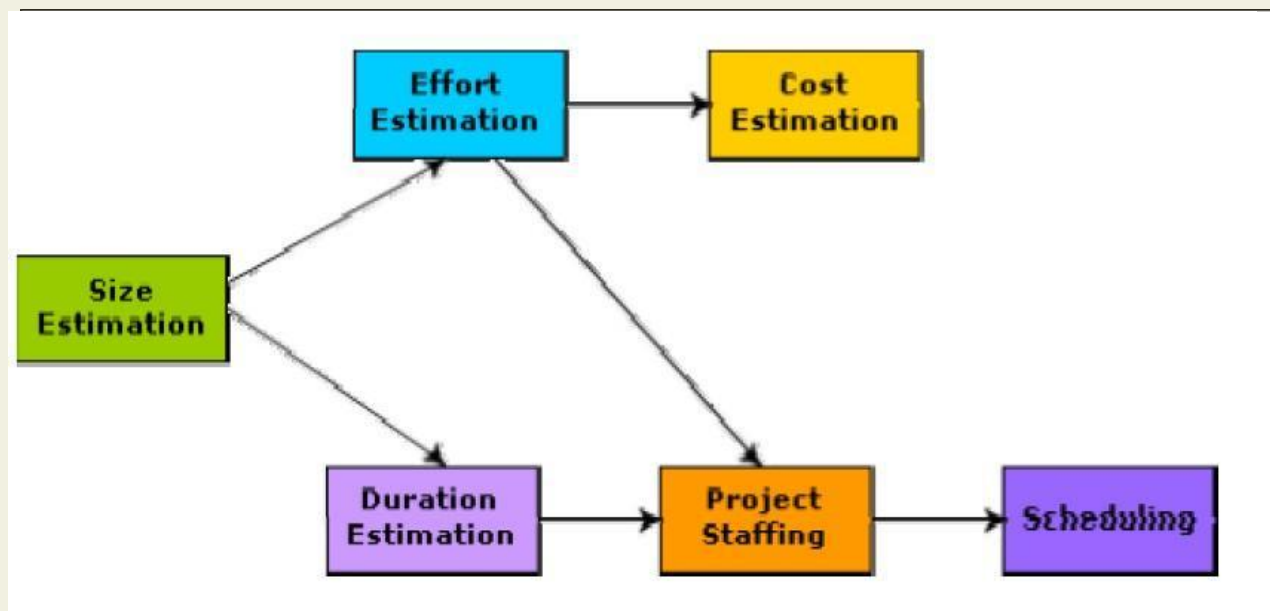 Effort
Estimation
Cost
Estimation
Size
Estimation
Duration
Estimation
Project
Staffing
Scheduling